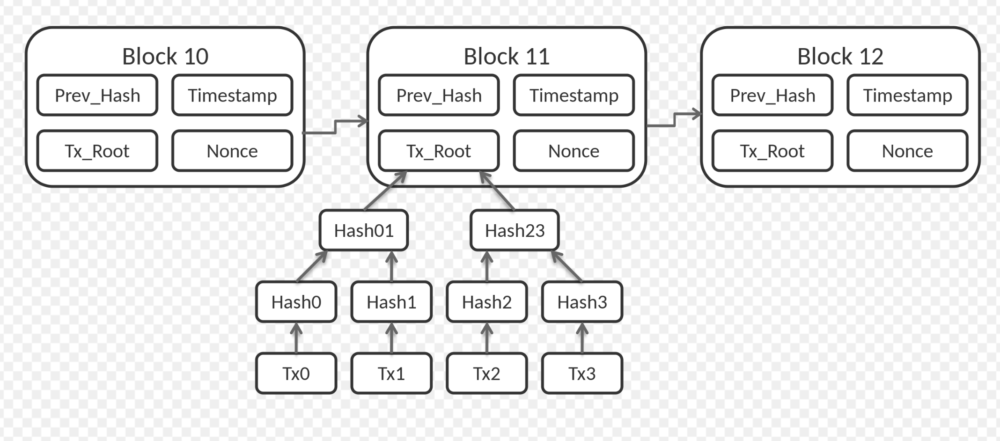 Block 10
Prev_Hash
Timestamp
Tx_Root
Nonce
Block 11
Prev_Hash
Timestamp
Tx_Root
Nonce
Block 12
Prev_Hash
Timestamp
Tx_Root
Nonce
Hash01
Hash23
Hash0
Hash1
Hash2
Hash3
Tx0
Tx1
Tx2
Tx3